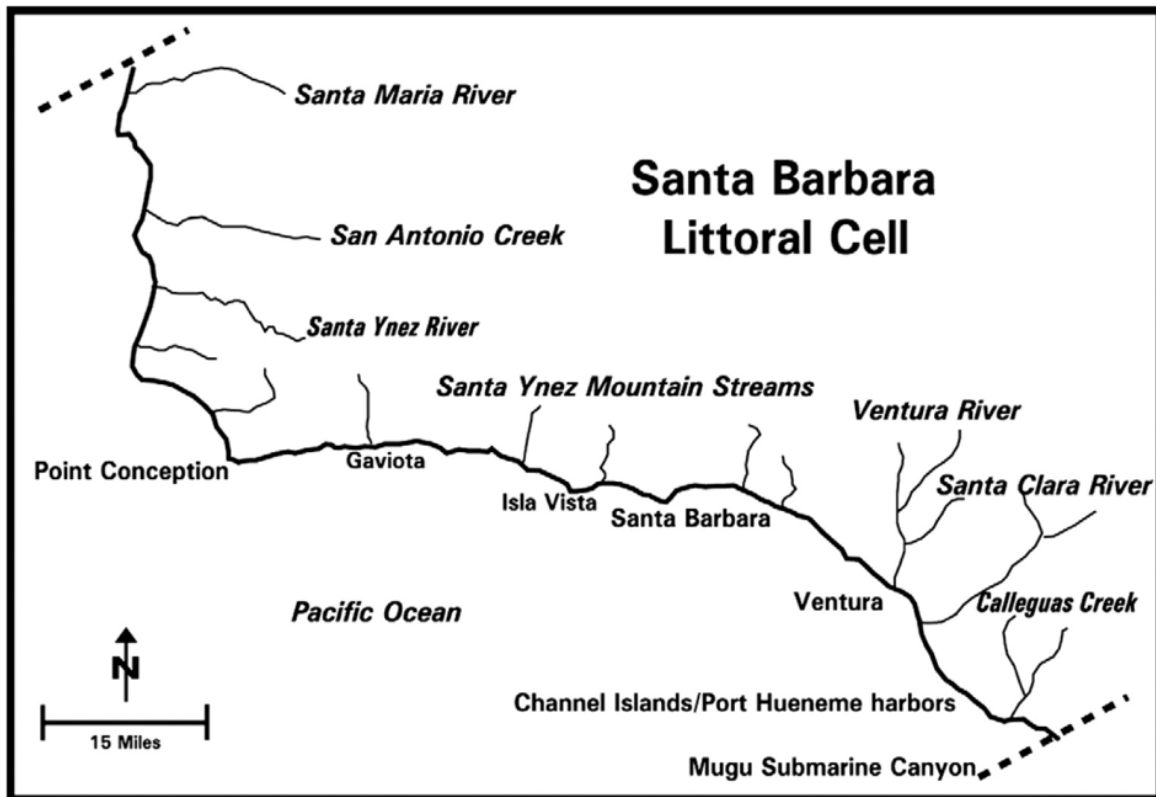 Santa Maria River
Santa Barbara
Littoral Cell
San Antonio Creek
Santa Ynez River
Santa Ynez Mountain Streams
Ventura River
Point Conception
Gaviota
Isla Vista
Santa Clara River
Santa Barbara
Ventura
Calleguas Creek
Pacific Ocean
N
Channel Islands/Port Hueneme harbors
15 Miles
Mugu Submarine Canyon